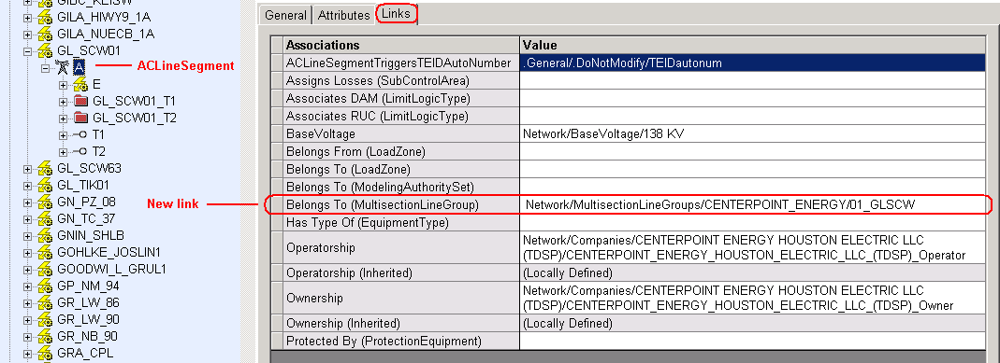 GIDC_KEISW
GILA_HIWY9_1A
GILA_NUECB_1A
GL_SCW01
A
ACLineSegment
E
GL_SCW01_T1
GL_SCW01_T2
T1
T2
GL_SCW63
GL_TIK01
GN_PZ_08
New link
GN_TC_37
GNIN_SHLB
GOHLKE_JOSLIN1
GOODWI_L_GRUL1
GP_NM_94
GR_LW_86
GR_LW_90
GR_NB_90
GRA_CPL
General Attributes Links
Associations Value
ACLineSegmentTriggersTEIDAutoNumber .General/.DoNotModify/TEIDautonum
Assigns Losses (SubControlArea)
Associates DAM (LimitLogicType)
Associates RUC (LimitLogicType)
BaseVoltage Network/BaseVoltage/138 KV
Belongs From (LoadZone)
Belongs To (LoadZone)
Belongs To (ModelingAuthoritySet)
Belongs To (MultisectionLineGroup) Network/MultisectionLineGroups/CENTERPOINT_ENERGY/01_GLSCW
Has Type Of (EquipmentType)
Operatorship Network/Companies/CENTERPOINT ENERGY HOUSTON ELECTRIC LLC
(TDSP)/CENTERPOINT_ENERGY_HOUSTON_ELECTRIC_LLC_(TDSP)_Operator
Operatorship (Inherited) (Locally Defined)
Ownership Network/Companies/CENTERPOINT ENERGY HOUSTON ELECTRIC LLC
(TDSP)/CENTERPOINT_ENERGY_HOUSTON_ELECTRIC_LLC_(TDSP)_Owner
Ownership (Inherited) (Locally Defined)
Protected By (ProtectionEquipment)